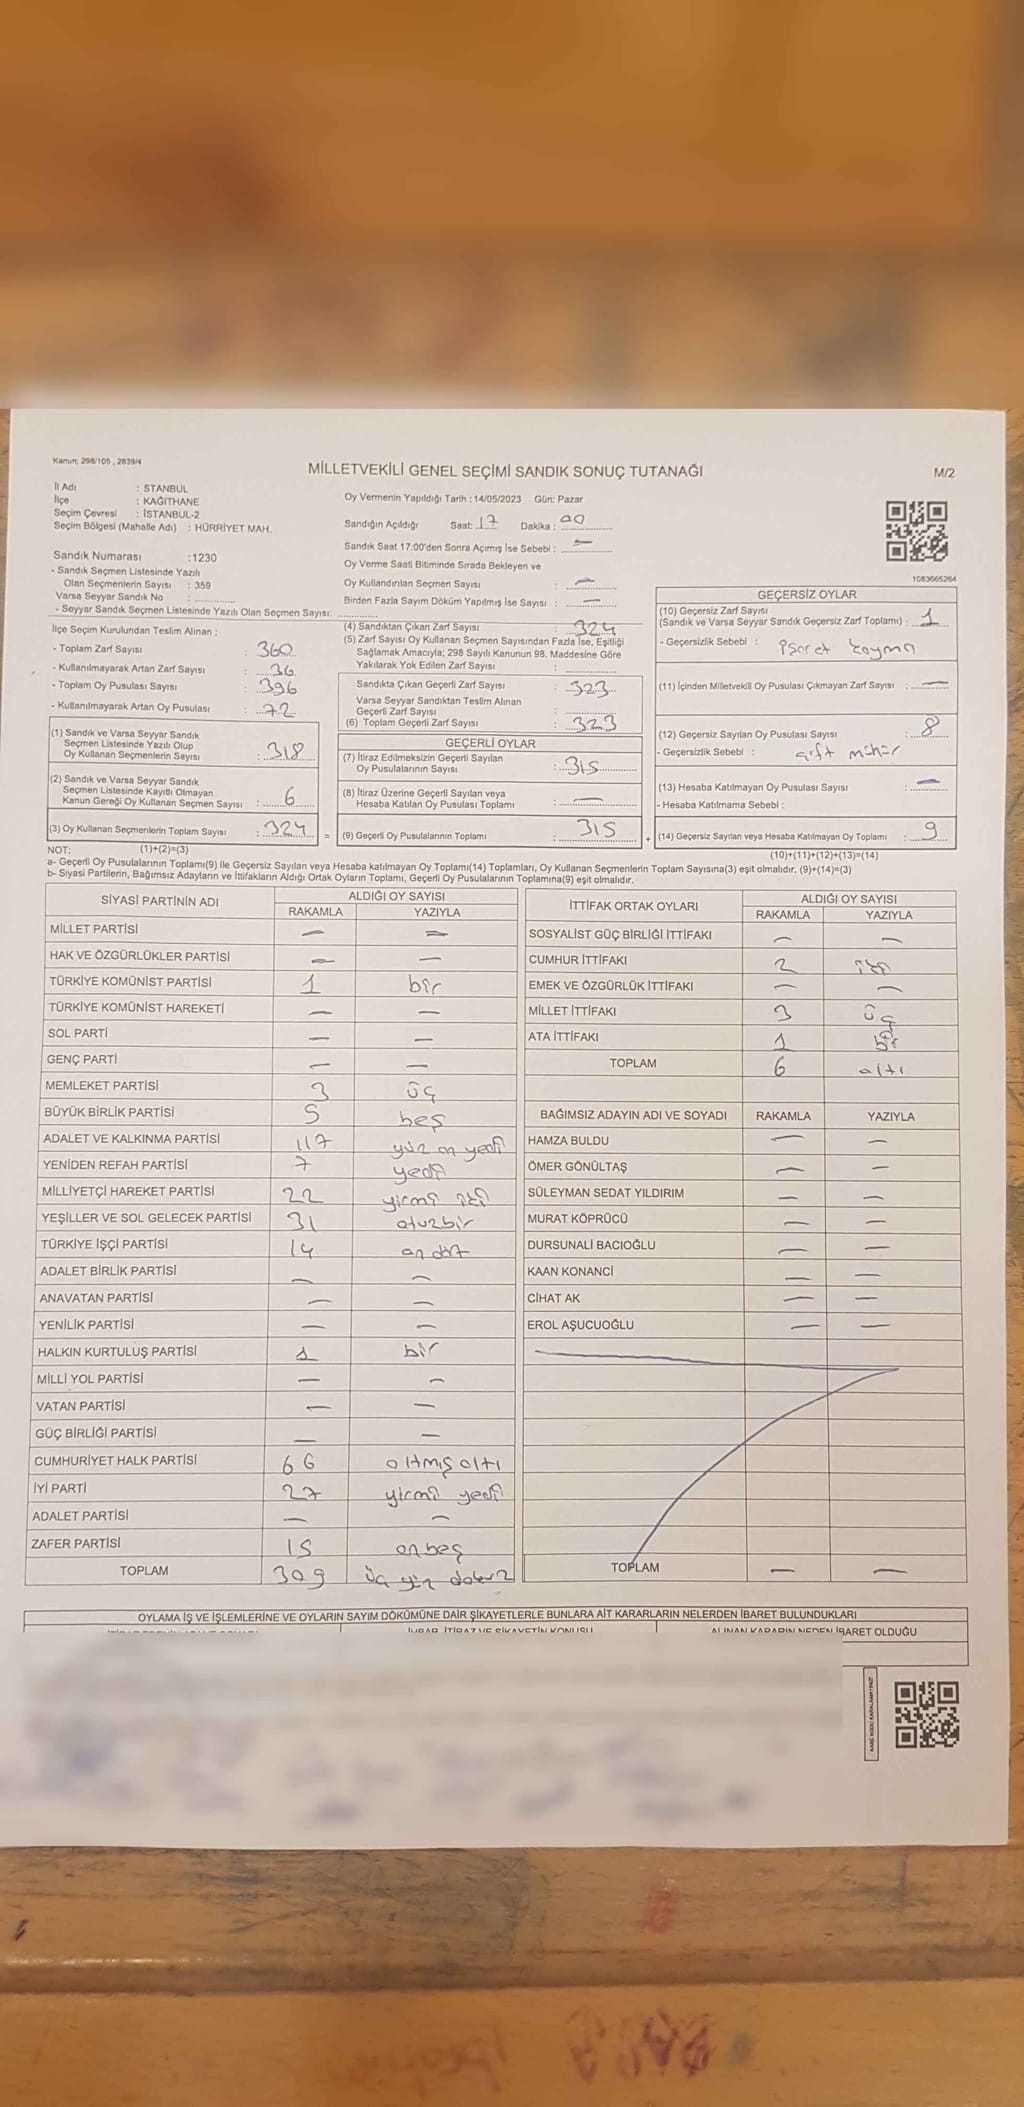 Kanun; 298/105 , 2839/4
MİLLETVEKİLİ GENEL SEÇİMİ SANDIK SONUÇ TUTANAĞI
M/2
İl Adı : STANBUL
İlçe : KAĞITHANE
Seçim Çevresi : İSTANBUL-2
Seçim Bölgesi (Mahalle Adı) : HÜRRİYET MAH.
Oy Vermenin Yapıldığı Tarih : 14/05/2023 Gün: Pazar
Sandığın Açıldığı Saat: 17 Dakika : 00
Sandık Saat 17:00'den Sonra Açımış İse Sebebi : —
Oy Verme Saati Bitiminde Sırada Bekleyen ve
Oy Kullandırılan Seçmen Sayısı : —
Birden Fazla Sayım Döküm Yapılmış İse Sayısı : —
1083665264
Sandık Numarası :1230
- Sandık Seçmen Listesinde Yazılı
Olan Seçmenlerin Sayısı : 359
Varsa Seyyar Sandık No :
- Seyyar Sandık Seçmen Listesinde Yazılı Olan Seçmen Sayısı:
İlçe Seçim Kurulundan Teslim Alınan ;
- Toplam Zarf Sayısı : 360
- Kullanılmayarak Artan Zarf Sayısı : 36
- Toplam Oy Pusulası Sayısı : 396
- Kullanılmayarak Artan Oy Pusulası : 72
(1) Sandık ve Varsa Seyyar Sandık
Seçmen Listesinde Yazılı Olup
Oy Kullanan Seçmenlerin Sayısı : 318
(2) Sandık ve Varsa Seyyar Sandık
Seçmen Listesinde Kayıtlı Olmayan
Kanun Gereği Oy Kullanan Seçmen Sayısı : 6
(3) Oy Kullanan Seçmenlerin Toplam Sayısı : 324 =
(4) Sandıktan Çıkan Zarf Sayısı : 324
(5) Zarf Sayısı Oy Kullanan Seçmen Sayısından Fazla İse, Eşitliği
Sağlamak Amacıyla; 298 Sayılı Kanunun 98. Maddesine Göre
Yakılarak Yok Edilen Zarf Sayısı :
Sandıkta Çıkan Geçerli Zarf Sayısı : 323
Varsa Seyyar Sandıktan Teslim Alınan
Geçerli Zarf Sayısı :
(6) Toplam Geçerli Zarf Sayısı : 323
GEÇERLİ OYLAR
(7) İtiraz Edilmeksizin Geçerli Sayılan
Oy Pusulalarının Sayısı : 315
(8) İtiraz Üzerine Geçerli Sayılan veya
Hesaba Katılan Oy Pusulası Toplamı : —
(9) Geçerli Oy Pusulalarının Toplamı : 315 +
GEÇERSİZ OYLAR
(10) Geçersiz Zarf Sayısı
(Sandık ve Varsa Seyyar Sandık Geçersiz Zarf Toplamı) : 1
- Geçersizlik Sebebi : işaret koyma
(11) İçinden Milletvekili Oy Pusulası Çıkmayan Zarf Sayısı : —
(12) Geçersiz Sayılan Oy Pusulası Sayısı : 8
- Geçersizlik Sebebi : çift mühür
(13) Hesaba Katılmayan Oy Pusulası Sayısı : —
- Hesaba Katılmama Sebebi :
(14) Geçersiz Sayılan veya Hesaba Katılmayan Oy Toplamı : 9
NOT: (1)+(2)=(3)
(10)+(11)+(12)+(13)=(14)
a- Geçerli Oy Pusulalarının Toplamı(9) ile Geçersiz Sayılan veya Hesaba katılmayan Oy Toplamı(14) Toplamları, Oy Kullanan Seçmenlerin Toplam Sayısına(3) eşit olmalıdır. (9)+(14)=(3)
b- Siyasi Partilerin, Bağımsız Adayların ve İttifakların Aldığı Ortak Oyların Toplamı, Geçerli Oy Pusulalarının Toplamına(9) eşit olmalıdır.
SİYASİ PARTİNİN ADI ALDIĞI OY SAYISI
RAKAMLA YAZIYLA
MİLLET PARTİSİ — =
HAK VE ÖZGÜRLÜKLER PARTİSİ — —
TÜRKİYE KOMÜNİST PARTİSİ 1 bir
TÜRKİYE KOMÜNİST HAREKETİ — —
SOL PARTİ — —
GENÇ PARTİ — —
MEMLEKET PARTİSİ 3 üç
BÜYÜK BİRLİK PARTİSİ 5 beş
ADALET VE KALKINMA PARTİSİ 117 yüz on yedi
YENİDEN REFAH PARTİSİ 7 yedi
MİLLİYETÇİ HAREKET PARTİSİ 22 yirmi iki
YEŞİLLER VE SOL GELECEK PARTİSİ 31 otuzbir
TÜRKİYE İŞÇİ PARTİSİ 14 on dört
ADALET BİRLİK PARTİSİ — —
ANAVATAN PARTİSİ — —
YENİLİK PARTİSİ — —
HALKIN KURTULUŞ PARTİSİ 1 bir
MİLLİ YOL PARTİSİ — —
VATAN PARTİSİ — —
GÜÇ BİRLİĞİ PARTİSİ — —
CUMHURİYET HALK PARTİSİ 66 altmış altı
İYİ PARTİ 27 yirmi yedi
ADALET PARTİSİ — —
ZAFER PARTİSİ 15 onbeş
TOPLAM 309 üç yüz dokuz
İTTİFAK ORTAK OYLARI ALDIĞI OY SAYISI
RAKAMLA YAZIYLA
SOSYALİST GÜÇ BİRLİĞİ İTTİFAKI — —
CUMHUR İTTİFAKI 2 iki
EMEK VE ÖZGÜRLÜK İTTİFAKI — —
MİLLET İTTİFAKI 3 üç
ATA İTTİFAKI 1 bir
TOPLAM 6 altı
BAĞIMSIZ ADAYIN ADI VE SOYADI RAKAMLA YAZIYLA
HAMZA BULDU — —
ÖMER GÖNÜLTAŞ — —
SÜLEYMAN SEDAT YILDIRIM — —
MURAT KÖPRÜCÜ — —
DURSUNALİ BACIOĞLU — —
KAAN KONANCİ — —
CİHAT AK — —
EROL AŞUCUOĞLU — —
TOPLAM — —
OYLAMA İŞ VE İŞLEMLERİNE VE OYLARIN SAYIM DÖKÜMÜNE DAİR ŞİKAYETLERLE BUNLARA AİT KARARLARIN NELERDEN İBARET BULUNDUKLARI
İHBAR, İTİRAZ VE ŞİKAYETİN KONUSU
ALINAN KARARIN NEDEN İBARET OLDUĞU
KARE KODU KARALAMAYINIZ!